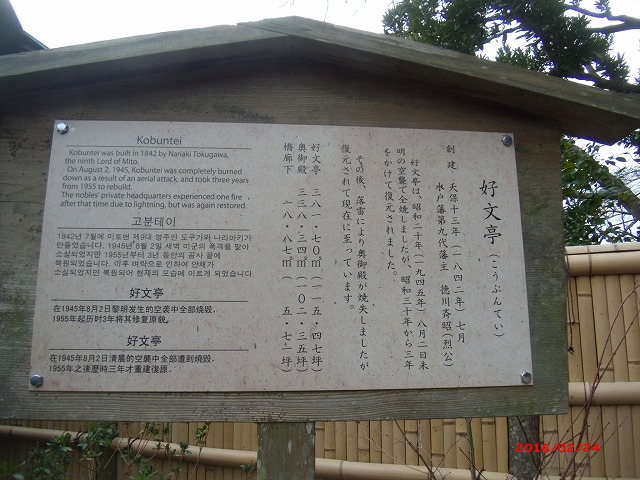 好文亭(こうぶんてい)
創建 天保十三年(一八四二年)七月
水戸藩第九代藩主 徳川斉昭(烈公)
好文亭は、昭和二十年(一九四五年)八月二日未
明の空襲で全焼しましたが、昭和三十年から三年
をかけて復元されました。
その後、落雷により奥御殿が焼失しましたが
復元されて現在に至っています。
好文亭 三八一・七〇㎡(一一五・四七坪)
奥御殿 三三八・三四㎡(一〇二・三五坪)
橋廊下 一八・八七㎡( 五・七一坪)
Kobuntei
Kobuntei was built in 1842 by Nariaki Tokugawa,
the ninth Lord of Mito.
On August 2, 1945, Kobuntei was completely burned
down as a result of an aerial attack, and took three years
from 1955 to rebuild.
The nobles' private headquarters experienced one fire
after that time due to lightning, but was again restored.
고분테이
1842년 7월에 미토번 제9대 영주인 도쿠가와 나리아키가
만들었습니다. 1945년 8월 2일 새벽 미군의 폭격을 맞아
소실되었지만 1955년부터 3년 동안의 공사 끝에
복원되었습니다. 이후 벼락으로 인하여 안채가
소실되었지만 복원되어 현재의 모습에 이르게 되었습니다.
好文亭
在1945年8月2日黎明发生的空袭中全部烧毁,
1955年起历时3年将其修复原貌。
好文亭
在1945年8月2日清晨的空襲中全部遭到燒毀,
1955年之後歷時三年才重建復原。
2016/02/24